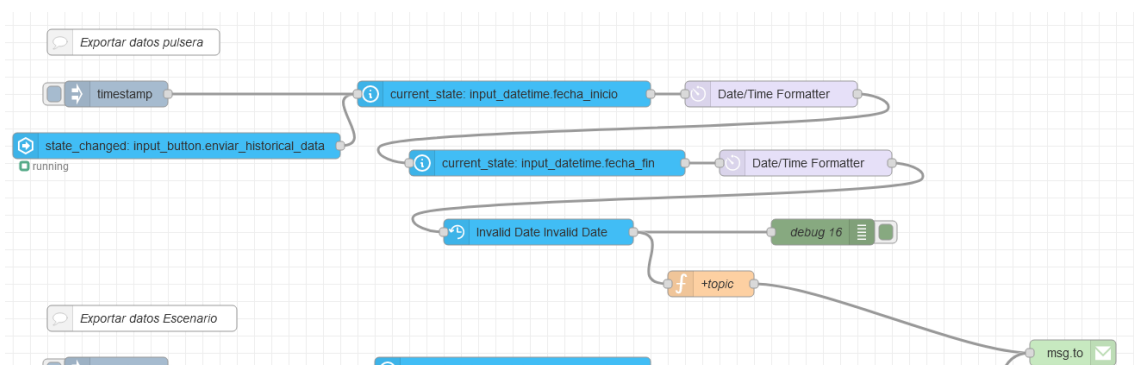 Exportar datos pulsera
timestamp
current_state: input_datetime.fecha_inicio
Date/Time Formatter
state_changed: input_button.enviar_historical_data
running
current_state: input_datetime.fecha_fin
Date/Time Formatter
Invalid Date Invalid Date
debug 16
+topic
Exportar datos Escenario
msg.to